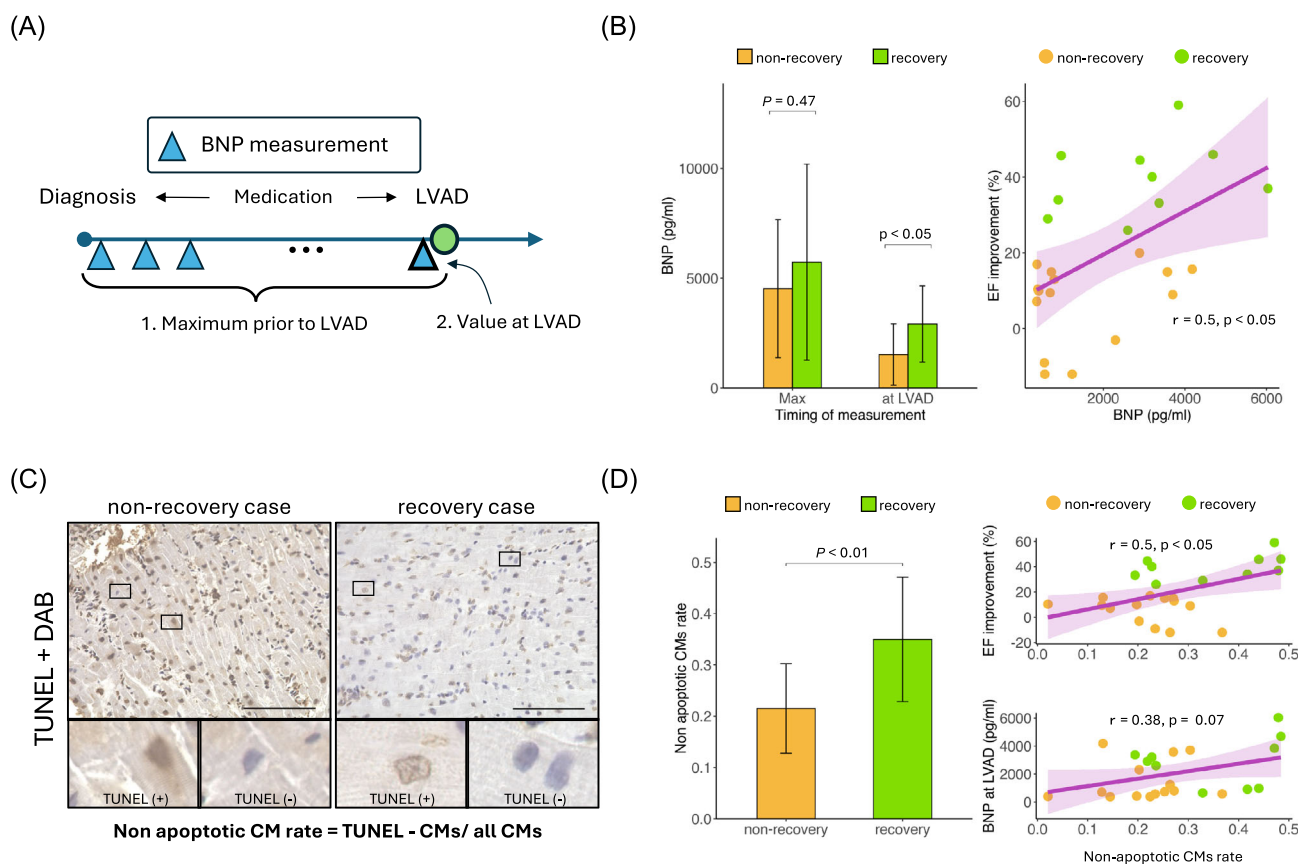 (A)
BNP measurement
Diagnosis
Medication
LVAD
1. Maximum prior to LVAD
2. Value at LVAD
(B)
non-recovery
recovery
BNP (pg/ml)
10000
5000
0
P = 0.47
p < 0.05
Max
at LVAD
Timing of measurement
non-recovery
recovery
EF improvement (%)
60
40
20
0
r = 0.5, p < 0.05
2000
4000
6000
BNP (pg/ml)
(C)
non-recovery case
recovery case
TUNEL + DAB
TUNEL (+)
TUNEL (-)
TUNEL (+)
TUNEL (-)
Non apoptotic CM rate = TUNEL - CMs/ all CMs
(D)
non-recovery
recovery
Non apoptotic CMs rate
0.5
0.4
0.3
0.2
0.1
0.0
P < 0.01
non-recovery
recovery
non-recovery
recovery
EF improvement (%)
60
40
20
0
-20
r = 0.5, p < 0.05
0.0
0.1
0.2
0.3
0.4
0.5
BNP at LVAD (pg/ml)
6000
4000
2000
0
r = 0.38, p = 0.07
0.0
0.1
0.2
0.3
0.4
0.5
Non-apoptotic CMs rate